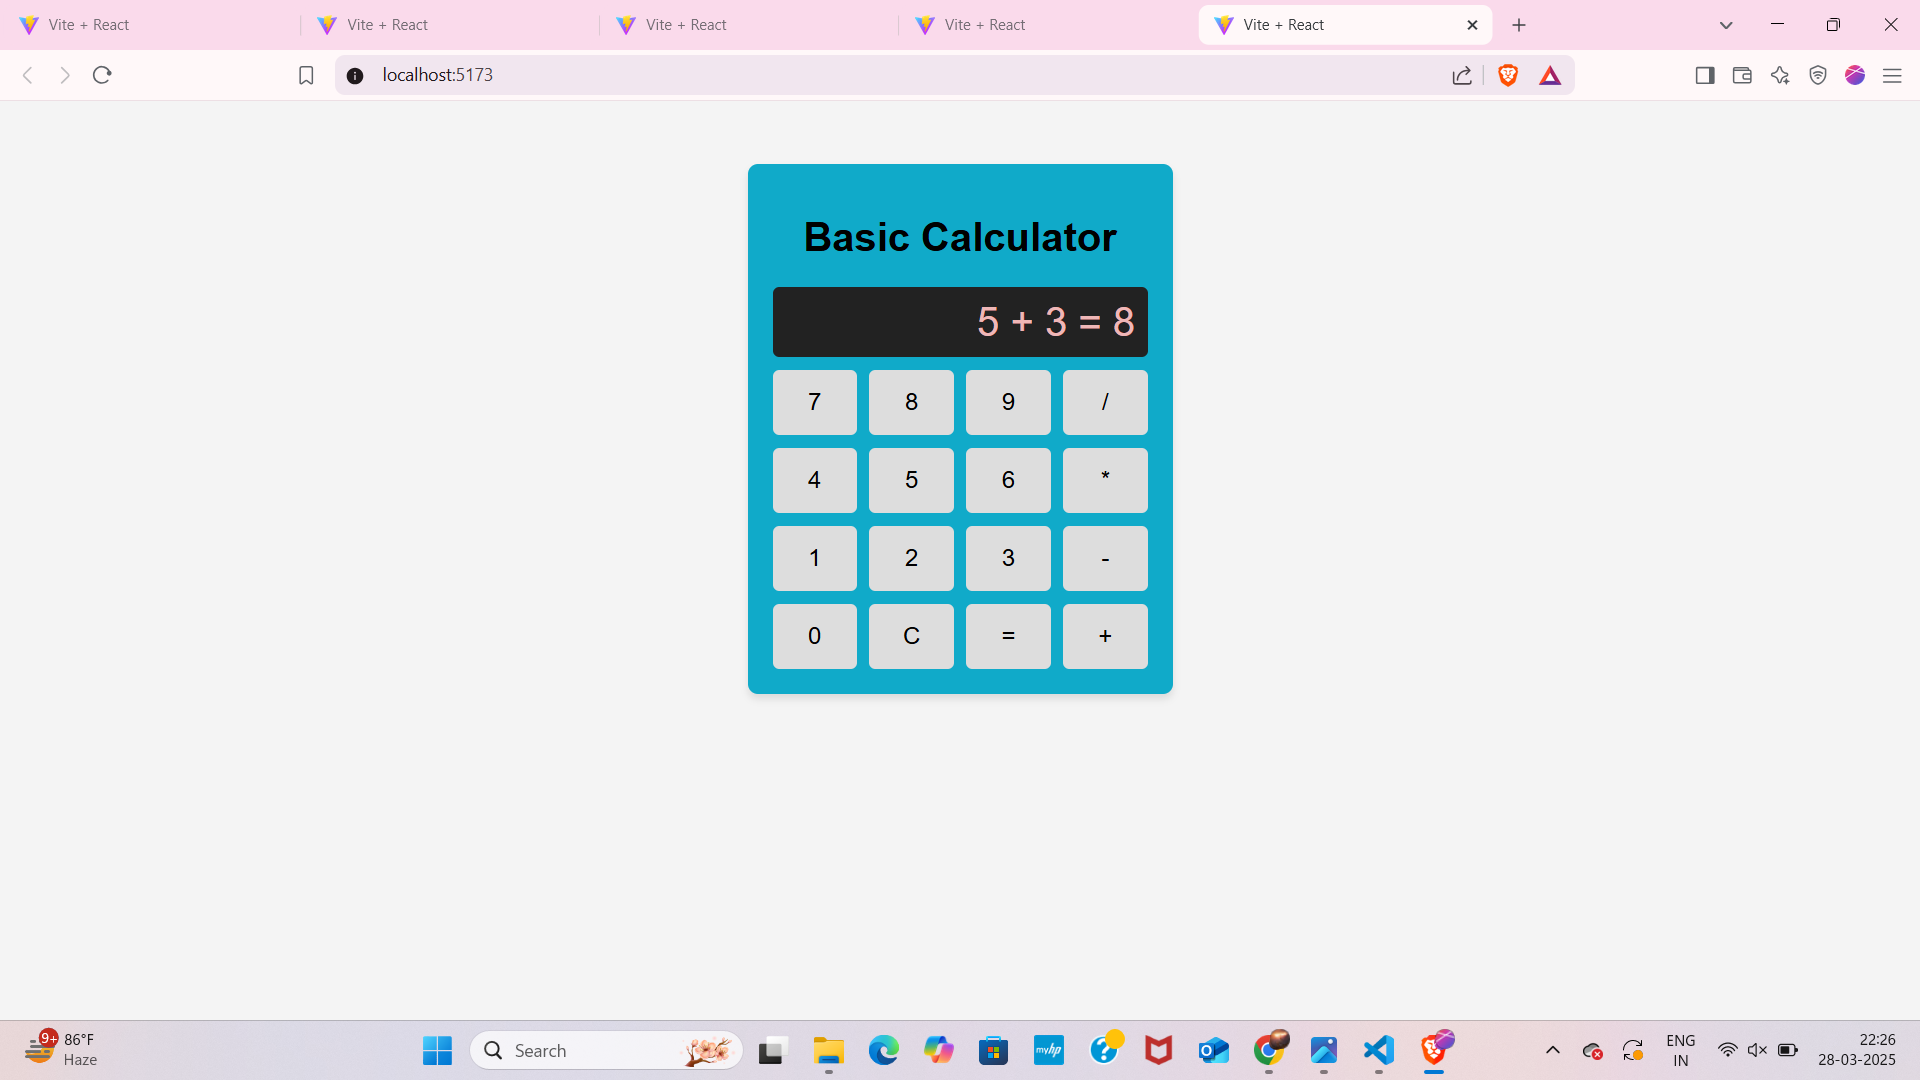 Vite + React
Vite + React
Vite + React
Vite + React
Vite + React
localhost:5173
Basic Calculator
5 + 3 = 8
7 8 9 /
4 5 6 *
1 2 3 -
0 C = +
9+
86°F
Haze
Search
myhp
ENG
IN
22:26
28-03-2025